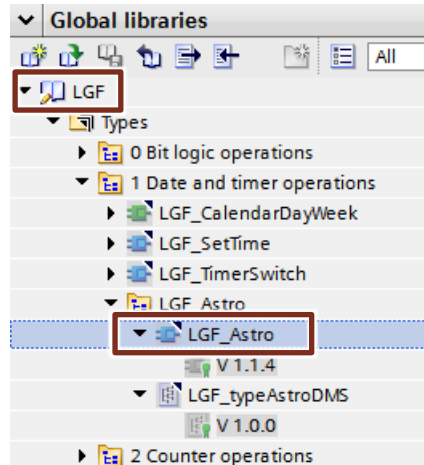 Global libraries
All
LGF
Types
0 Bit logic operations
1 Date and timer operations
LGF_CalendarDayWeek
LGF_SetTime
LGF_TimerSwitch
LGF_Astro
LGF_Astro
V 1.1.4
LGF_typeAstroDMS
V 1.0.0
2 Counter operations